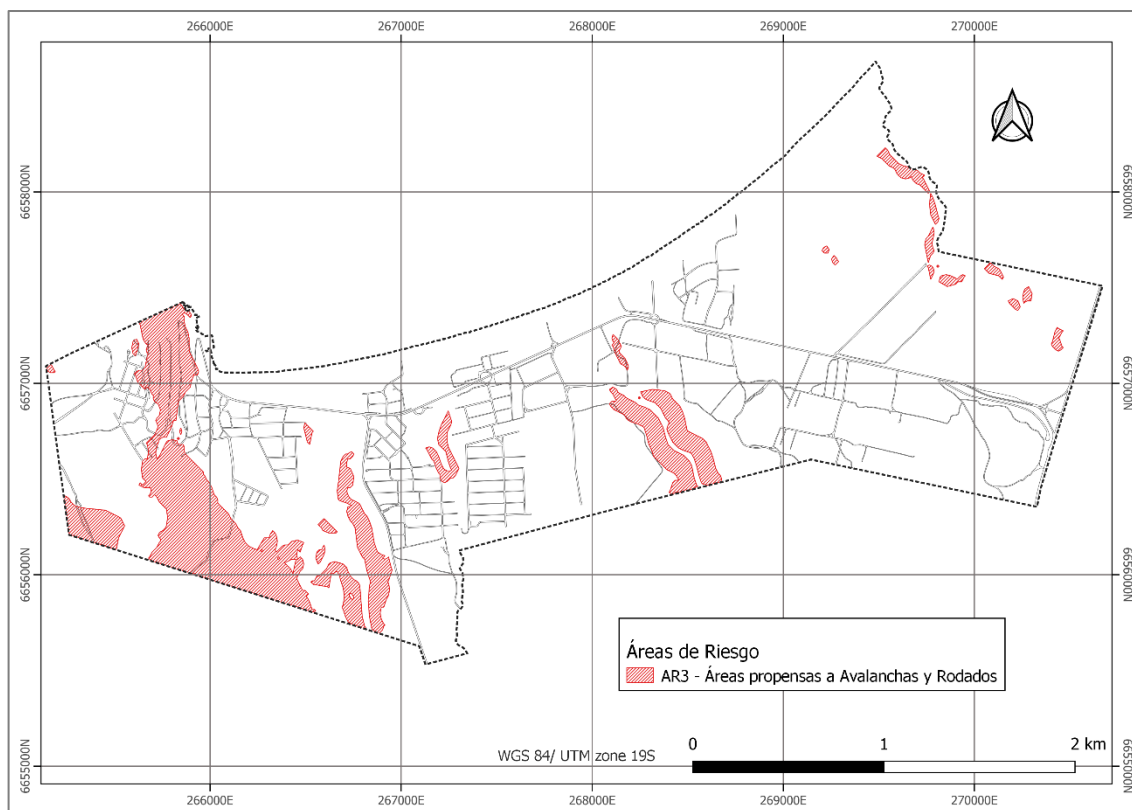 266000E 267000E 268000E 269000E 270000E
6658000N 6658000N
6657000N 6657000N
6656000N 6656000N
Áreas de Riesgo
AR3 - Áreas propensas a Avalanchas y Rodados
WGS 84/ UTM zone 19S
0 1 2 km
6655000N 6655000N
266000E 267000E 268000E 269000E 270000E